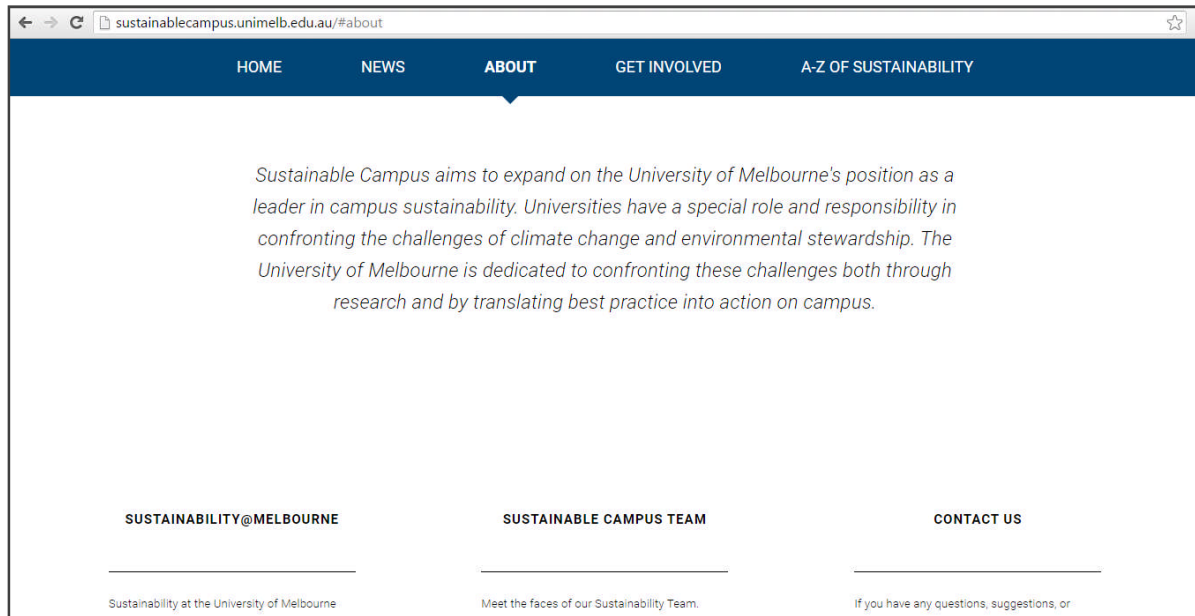 sustainablecampus.unimelb.edu.au/#about
HOME NEWS ABOUT GET INVOLVED A-Z OF SUSTAINABILITY
Sustainable Campus aims to expand on the University of Melbourne's position as a
leader in campus sustainability. Universities have a special role and responsibility in
confronting the challenges of climate change and environmental stewardship. The
University of Melbourne is dedicated to confronting these challenges both through
research and by translating best practice into action on campus.
SUSTAINABILITY@MELBOURNE
SUSTAINABLE CAMPUS TEAM
CONTACT US
Sustainability at the University of Melbourne
Meet the faces of our Sustainability Team.
If you have any questions, suggestions, or